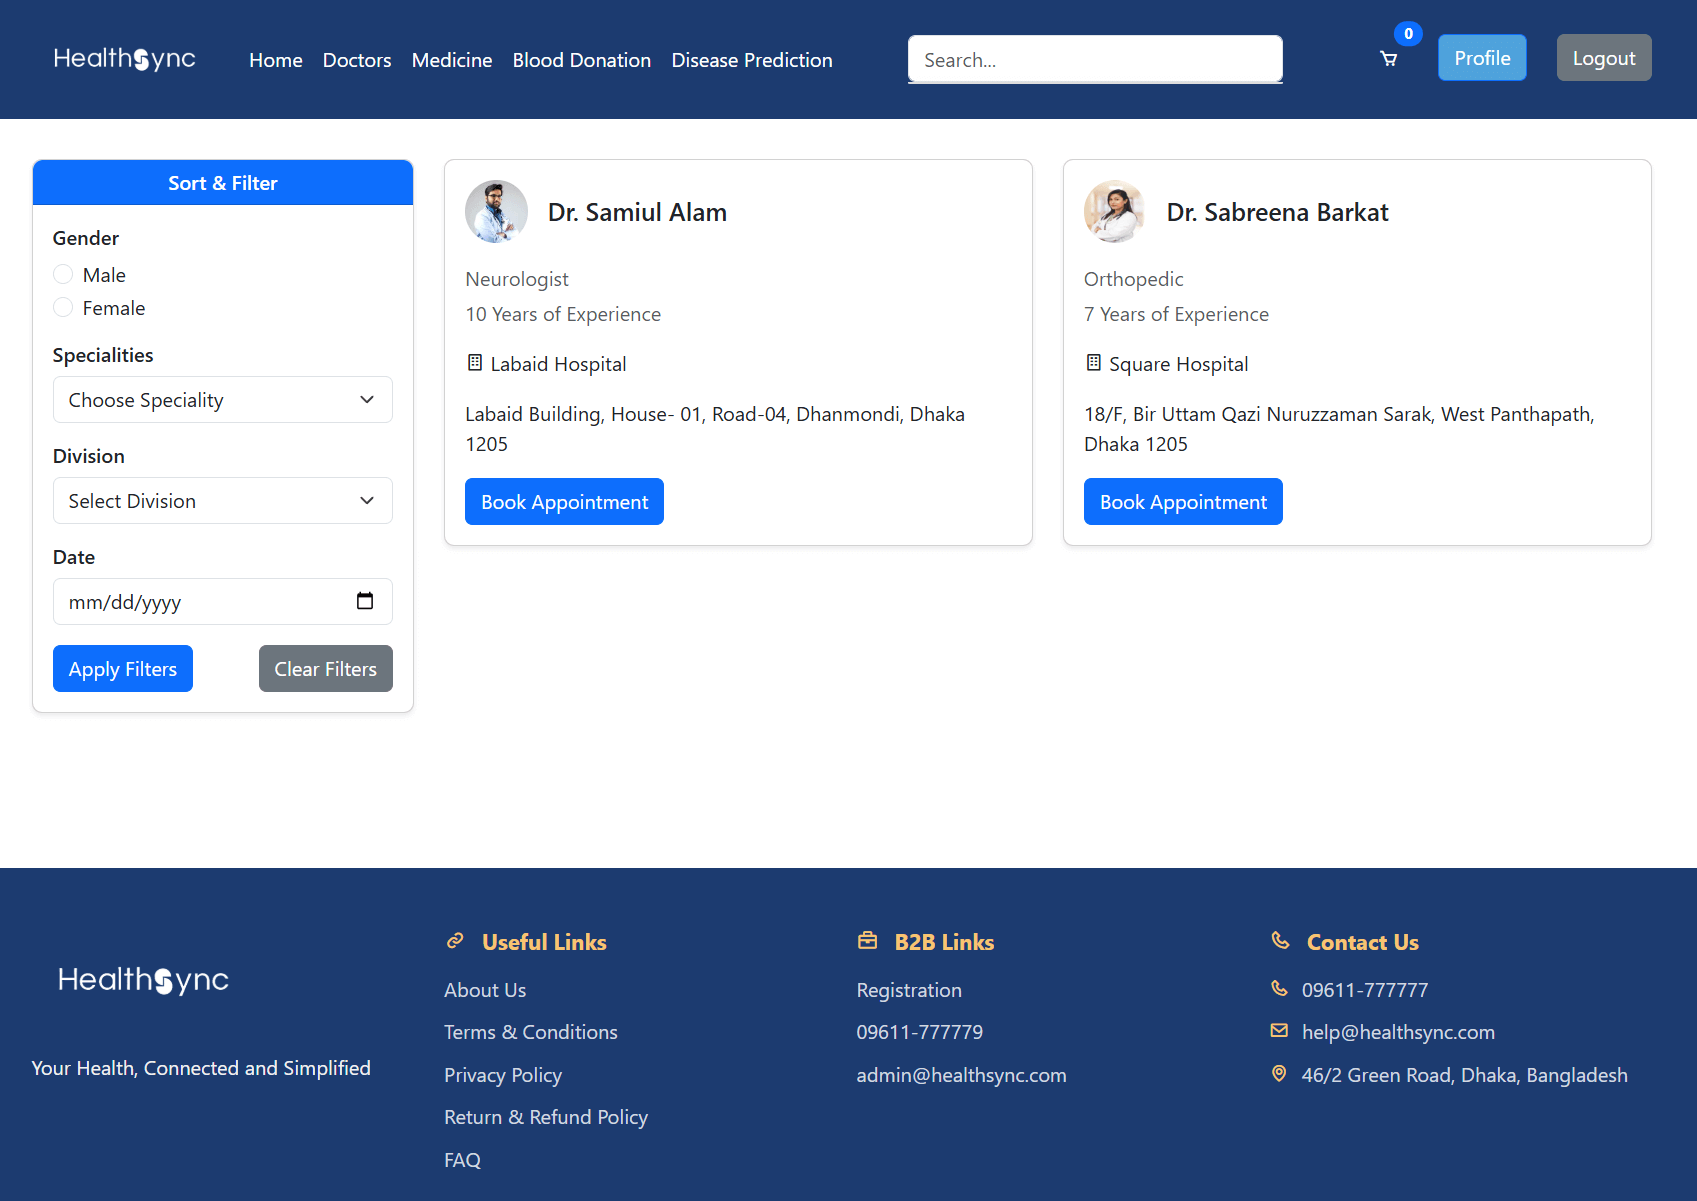 HealthSync
Home Doctors Medicine Blood Donation Disease Prediction
Search...
0
Profile
Logout
Sort & Filter
Gender
Male
Female
Specialities
Choose Speciality
Division
Select Division
Date
mm/dd/yyyy
Apply Filters
Clear Filters
Dr. Samiul Alam
Neurologist
10 Years of Experience
Labaid Hospital
Labaid Building, House- 01, Road-04, Dhanmondi, Dhaka
1205
Book Appointment
Dr. Sabreena Barkat
Orthopedic
7 Years of Experience
Square Hospital
18/F, Bir Uttam Qazi Nuruzzaman Sarak, West Panthapath,
Dhaka 1205
Book Appointment
HealthSync
Your Health, Connected and Simplified
Useful Links
About Us
Terms & Conditions
Privacy Policy
Return & Refund Policy
FAQ
B2B Links
Registration
09611-777779
admin@healthsync.com
Contact Us
09611-777777
help@healthsync.com
46/2 Green Road, Dhaka, Bangladesh